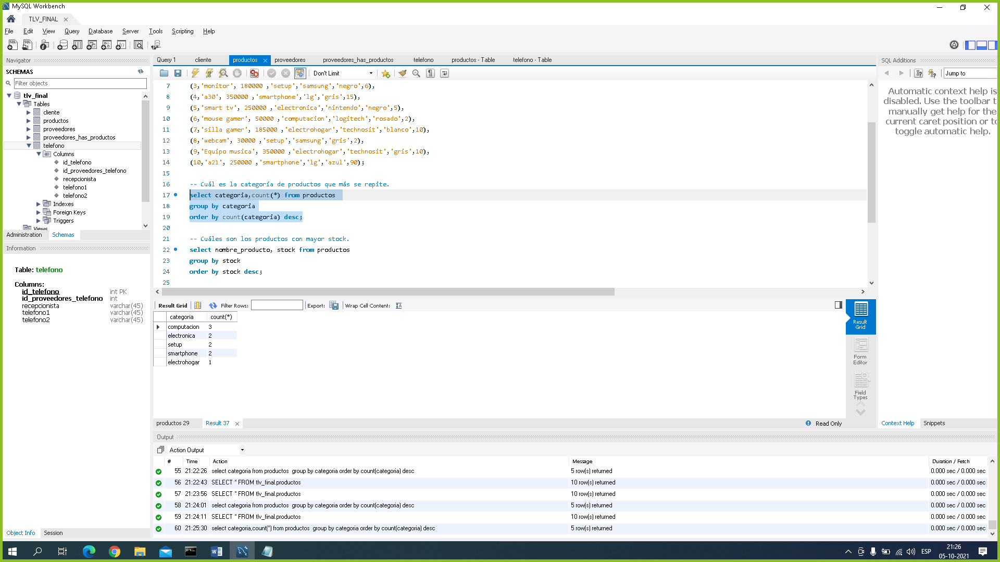 MySQL Workbench
TLV_FINAL
File Edit View Query Database Server Tools Scripting Help
Navigator
SCHEMAS
Filter objects
tlv_final
Tables
cliente
productos
proveedores
proveedores_has_productos
telefono
Columns
id_telefono
id_proveedores_telefono
recepcionista
telefono1
telefono2
Indexes
Foreign Keys
Triggers
Views
Administration Schemas
Information
Table: telefono
Columns:
id_telefono int PK
id_proveedores_telefono int
recepcionista varchar(45)
telefono1 varchar(45)
telefono2 varchar(45)
Object Info Session
Query 1 cliente productos proveedores proveedores_has_productos telefono productos - Table telefono - Table
Don't Limit
7 (3,'monitor', 180000 ,'setup','samsung','negro',6),
8 (4,'a30', 350000 ,'smartphone','lg','gris',15),
9 (5,'smart tv', 250000 ,'electronica','nintendo','negro',5),
10 (6,'mouse gamer', 50000 ,'computacion','logitech','rosado',2),
11 (7,'silla gamer', 185000 ,'electrohogar','technosit','blanco',10),
12 (8,'webcam', 30000 ,'setup','samsung','gris',2),
13 (9,'Equipo musica', 350000 ,'electrohogar','technosit','gris',10),
14 (10,'a21', 250000 ,'smartphone','lg','azul',90);
15
16 -- Cuál es la categoría de productos que más se repite.
17 select categoria,count(*) from productos
18 group by categoria
19 order by count(categoria) desc;
20
21 -- Cuáles son los productos con mayor stock.
22 select nombre_producto, stock from productos
23 group by stock
24 order by stock desc;
25
Result Grid Filter Rows: Export: Wrap Cell Content:
categoria count(*)
computacion 3
electronica 2
setup 2
smartphone 2
electrohogar 1
Result Grid
Form Editor
Field Types
productos 29 Result 37 Read Only
SQL Additions
Jump to
Automatic context help is
disabled. Use the toolbar t
manually get help for the
current caret position or to
toggle automatic help.
Context Help Snippets
Output
Action Output
# Time Action Message Duration / Fetch
55 21:22:26 select categoria from productos group by categoria order by count(categoria) desc 5 row(s) returned 0.000 sec / 0.000 sec
56 21:22:43 SELECT * FROM tlv_final.productos 10 row(s) returned 0.000 sec / 0.000 sec
57 21:23:56 SELECT * FROM tlv_final.productos 10 row(s) returned 0.000 sec / 0.000 sec
58 21:24:01 select categoria from productos group by categoria order by count(categoria) desc 5 row(s) returned 0.000 sec / 0.000 sec
59 21:24:11 SELECT * FROM tlv_final.productos 10 row(s) returned 0.000 sec / 0.000 sec
60 21:25:30 select categoria,count(*) from productos group by categoria order by count(categoria) desc 5 row(s) returned 0.000 sec / 0.000 sec
ESP
21:26
05-10-2021